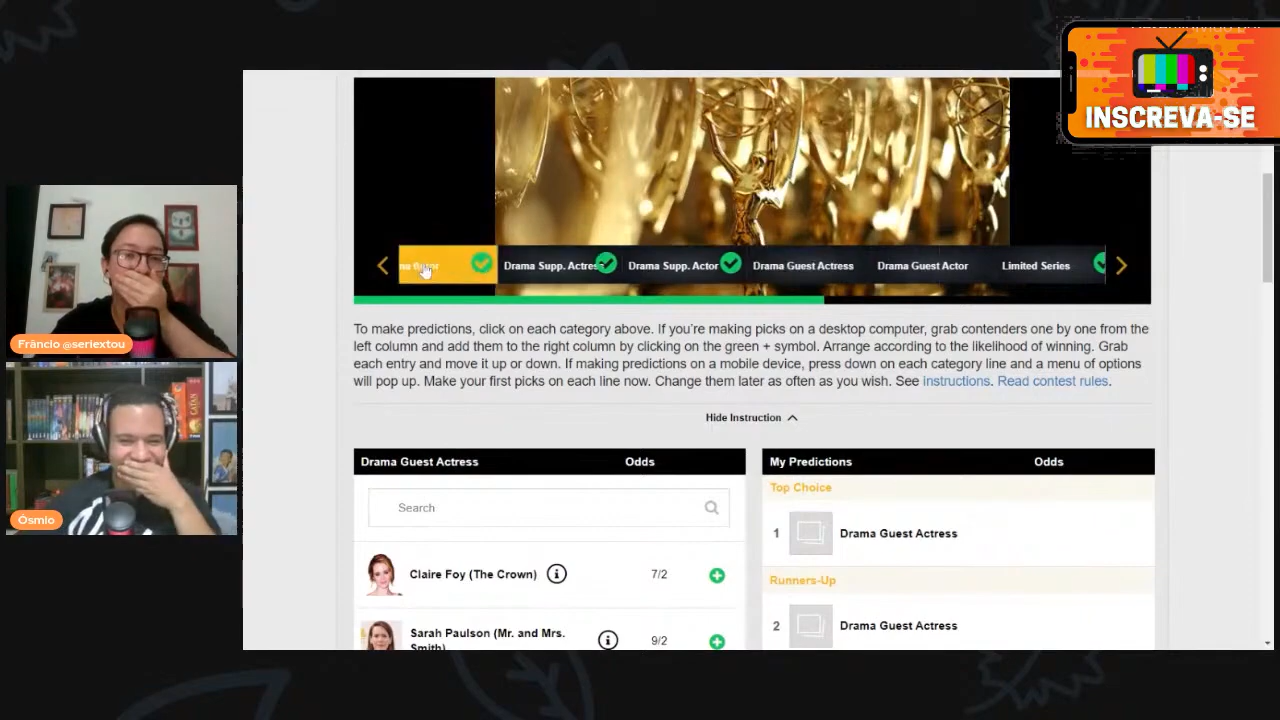 INSCREVA-SE
Drama Supp. Actress
Drama Supp. Actor
Drama Guest Actress
Drama Guest Actor
Limited Series
To make predictions, click on each category above. If you're making picks on a desktop computer, grab contenders one by one from the
left column and add them to the right column by clicking on the green + symbol. Arrange according to the likelihood of winning. Grab
each entry and move it up or down. If making predictions on a mobile device, press down on each category line and a menu of options
will pop up. Make your first picks on each line now. Change them later as often as you wish. See instructions. Read contest rules.
Hide Instruction
Frâncio @seriextou
Drama Guest Actress Odds
My Predictions Odds
Top Choice
Search
1 Drama Guest Actress
Claire Foy (The Crown) 7/2
Runners-Up
Sarah Paulson (Mr. and Mrs. Smith) 9/2
2 Drama Guest Actress
Ósmio
CATAN